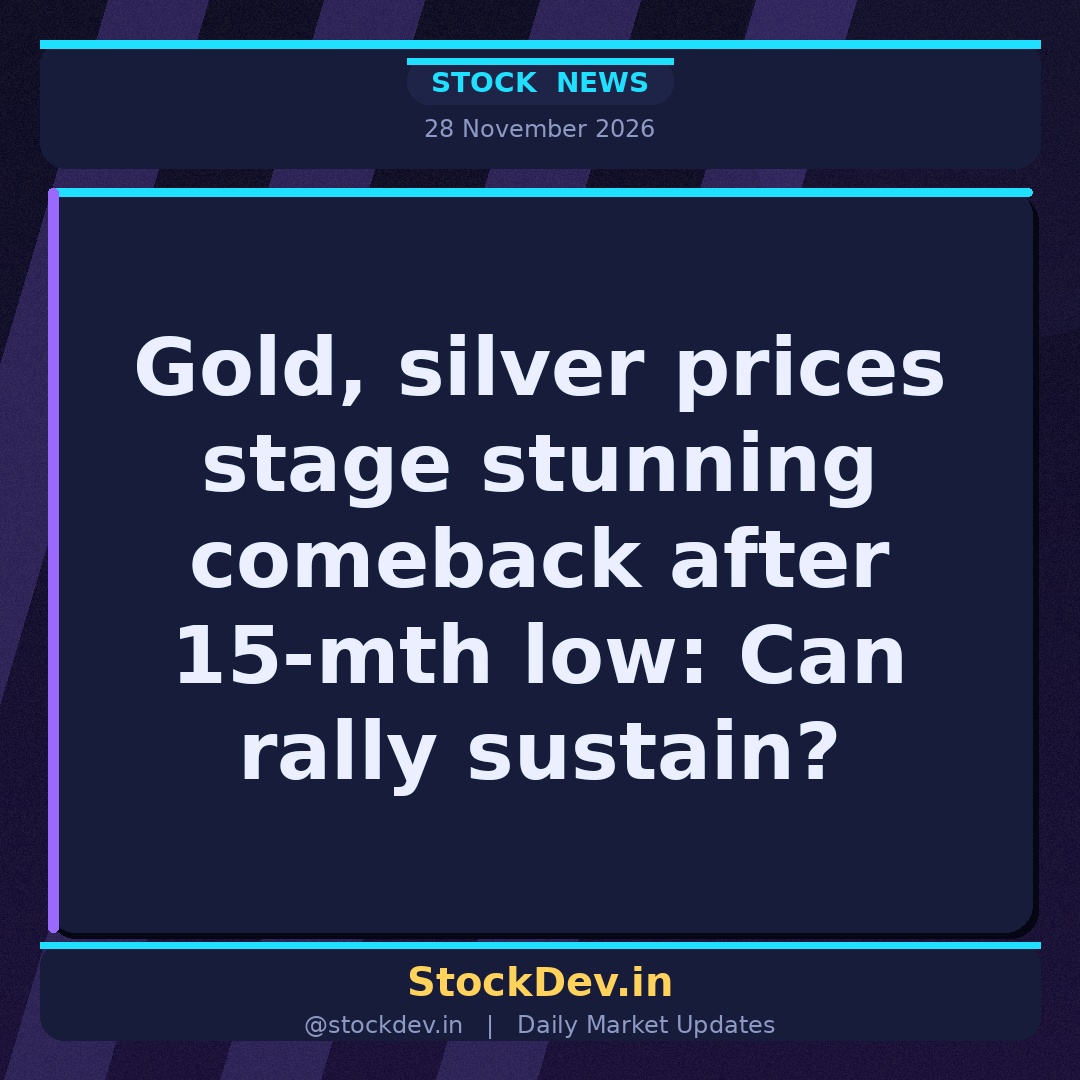 STOCK NEWS
28 November 2026
Gold, silver prices
stage stunning
comeback after
15-mth low: Can
rally sustain?
StockDev.in
@stockdev.in | Daily Market Updates